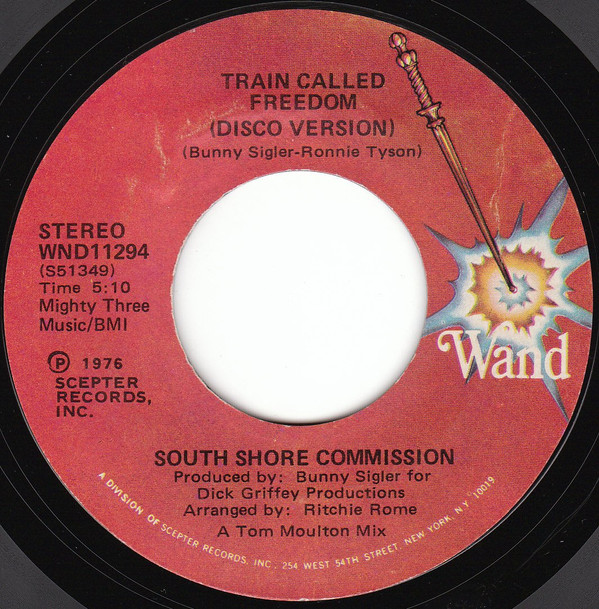 TRAIN CALLED
FREEDOM
(DISCO VERSION)
(Bunny Sigler-Ronnie Tyson)
STEREO
WND11294
(S51349)
Time 5:10
Mighty Three
Music/BMI
Ⓟ 1976
SCEPTER
RECORDS,
INC.
Wand
SOUTH SHORE COMMISSION
Produced by: Bunny Sigler for
Dick Griffey Productions
Arranged by: Ritchie Rome
A Tom Moulton Mix
A DIVISION OF SCEPTER RECORDS, INC. 254 WEST 54TH STREET, NEW YORK, N.Y. 10019